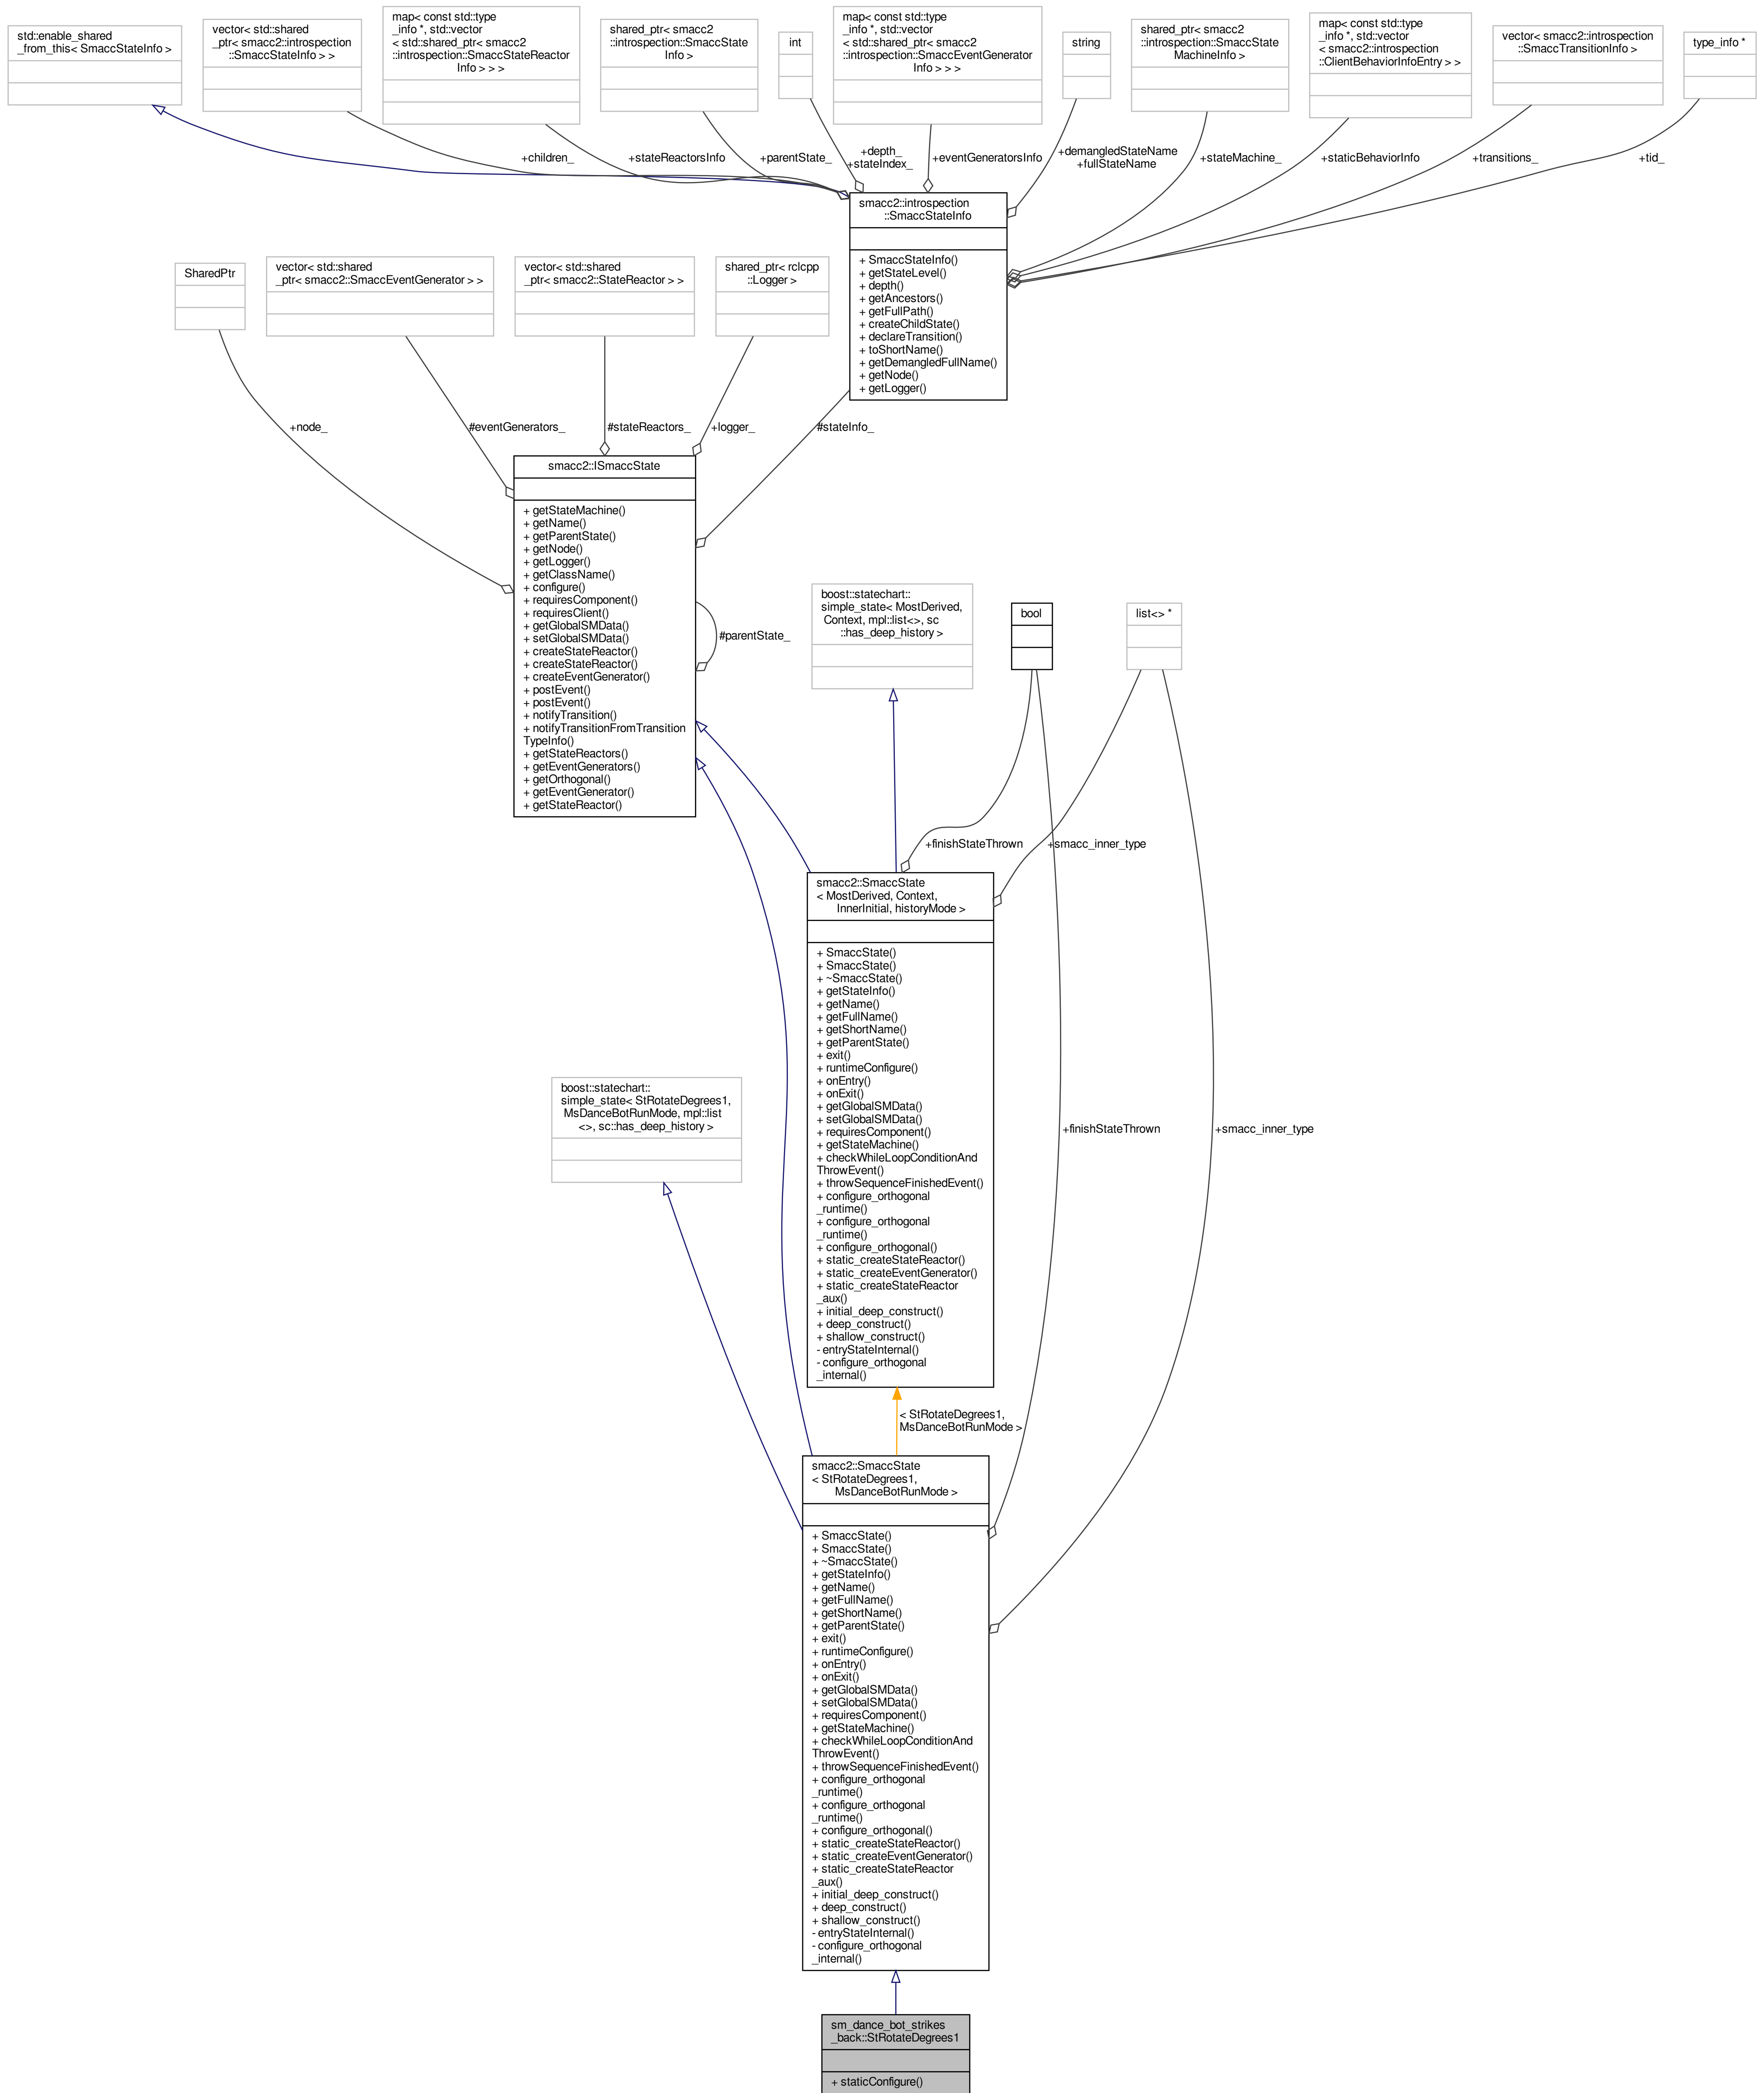 std::enable_shared
_from_this< SmaccStateInfo >
vector< std::shared
_ptr< smacc2::introspection
::SmaccStateInfo > >
map< const std::type
_info *, std::vector
< std::shared_ptr< smacc2
::introspection::SmaccStateReactor
Info > > >
shared_ptr< smacc2
::introspection::SmaccState
Info >
int
map< const std::type
_info *, std::vector
< std::shared_ptr< smacc2
::introspection::SmaccEventGenerator
Info > > >
string
shared_ptr< smacc2
::introspection::SmaccState
MachineInfo >
map< const std::type
_info *, std::vector
< smacc2::introspection
::ClientBehaviorInfoEntry > >
vector< smacc2::introspection
::SmaccTransitionInfo >
type_info *
+children_
+stateReactorsInfo
+parentState_
+depth_
+stateIndex_
+eventGeneratorsInfo
+demangledStateName
+fullStateName
+stateMachine_
+staticBehaviorInfo
+transitions_
+tid_
smacc2::introspection
::SmaccStateInfo
+ SmaccStateInfo()
+ getStateLevel()
+ depth()
+ getAncestors()
+ getFullPath()
+ createChildState()
+ declareTransition()
+ toShortName()
+ getDemangledFullName()
+ getNode()
+ getLogger()
SharedPtr
vector< std::shared
_ptr< smacc2::SmaccEventGenerator > >
vector< std::shared
_ptr< smacc2::StateReactor > >
shared_ptr< rclcpp
::Logger >
+node_
#eventGenerators_
#stateReactors_
+logger_
#stateInfo_
smacc2::ISmaccState
+ getStateMachine()
+ getName()
+ getParentState()
+ getNode()
+ getLogger()
+ getClassName()
+ configure()
+ requiresComponent()
+ requiresClient()
+ getGlobalSMData()
+ setGlobalSMData()
+ createStateReactor()
+ createStateReactor()
+ createEventGenerator()
+ postEvent()
+ postEvent()
+ notifyTransition()
+ notifyTransitionFromTransition
TypeInfo()
+ getStateReactors()
+ getEventGenerators()
+ getOrthogonal()
+ getEventGenerator()
+ getStateReactor()
#parentState_
boost::statechart::
simple_state< MostDerived,
Context, mpl::list<>, sc
::has_deep_history >
bool
list<> *
+finishStateThrown
+smacc_inner_type
smacc2::SmaccState
< MostDerived, Context,
InnerInitial, historyMode >
+ SmaccState()
+ SmaccState()
+ ~SmaccState()
+ getStateInfo()
+ getName()
+ getFullName()
+ getShortName()
+ getParentState()
+ exit()
+ runtimeConfigure()
+ onEntry()
+ onExit()
+ getGlobalSMData()
+ setGlobalSMData()
+ requiresComponent()
+ getStateMachine()
+ checkWhileLoopConditionAnd
ThrowEvent()
+ throwSequenceFinishedEvent()
+ configure_orthogonal
_runtime()
+ configure_orthogonal
_runtime()
+ configure_orthogonal()
+ static_createStateReactor()
+ static_createEventGenerator()
+ static_createStateReactor
_aux()
+ initial_deep_construct()
+ deep_construct()
+ shallow_construct()
- entryStateInternal()
- configure_orthogonal
_internal()
boost::statechart::
simple_state< StRotateDegrees1,
MsDanceBotRunMode, mpl::list
<>, sc::has_deep_history >
+finishStateThrown
+smacc_inner_type
< StRotateDegrees1,
MsDanceBotRunMode >
smacc2::SmaccState
< StRotateDegrees1,
MsDanceBotRunMode >
+ SmaccState()
+ SmaccState()
+ ~SmaccState()
+ getStateInfo()
+ getName()
+ getFullName()
+ getShortName()
+ getParentState()
+ exit()
+ runtimeConfigure()
+ onEntry()
+ onExit()
+ getGlobalSMData()
+ setGlobalSMData()
+ requiresComponent()
+ getStateMachine()
+ checkWhileLoopConditionAnd
ThrowEvent()
+ throwSequenceFinishedEvent()
+ configure_orthogonal
_runtime()
+ configure_orthogonal
_runtime()
+ configure_orthogonal()
+ static_createStateReactor()
+ static_createEventGenerator()
+ static_createStateReactor
_aux()
+ initial_deep_construct()
+ deep_construct()
+ shallow_construct()
- entryStateInternal()
- configure_orthogonal
_internal()
sm_dance_bot_strikes
_back::StRotateDegrees1
+ staticConfigure()